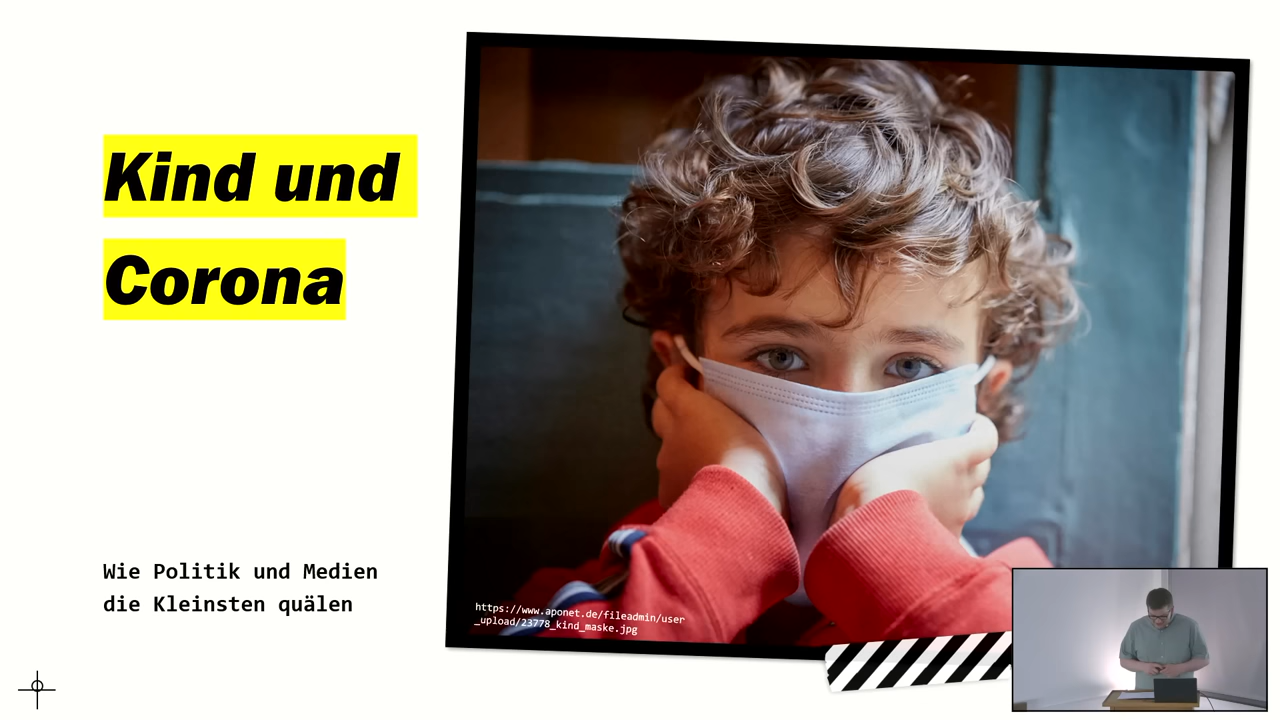 Kind und
Corona
Wie Politik und Medien
die Kleinsten quälen
https://www.aponet.de/fileadmin/user
_upload/23778_kind_maske.jpg